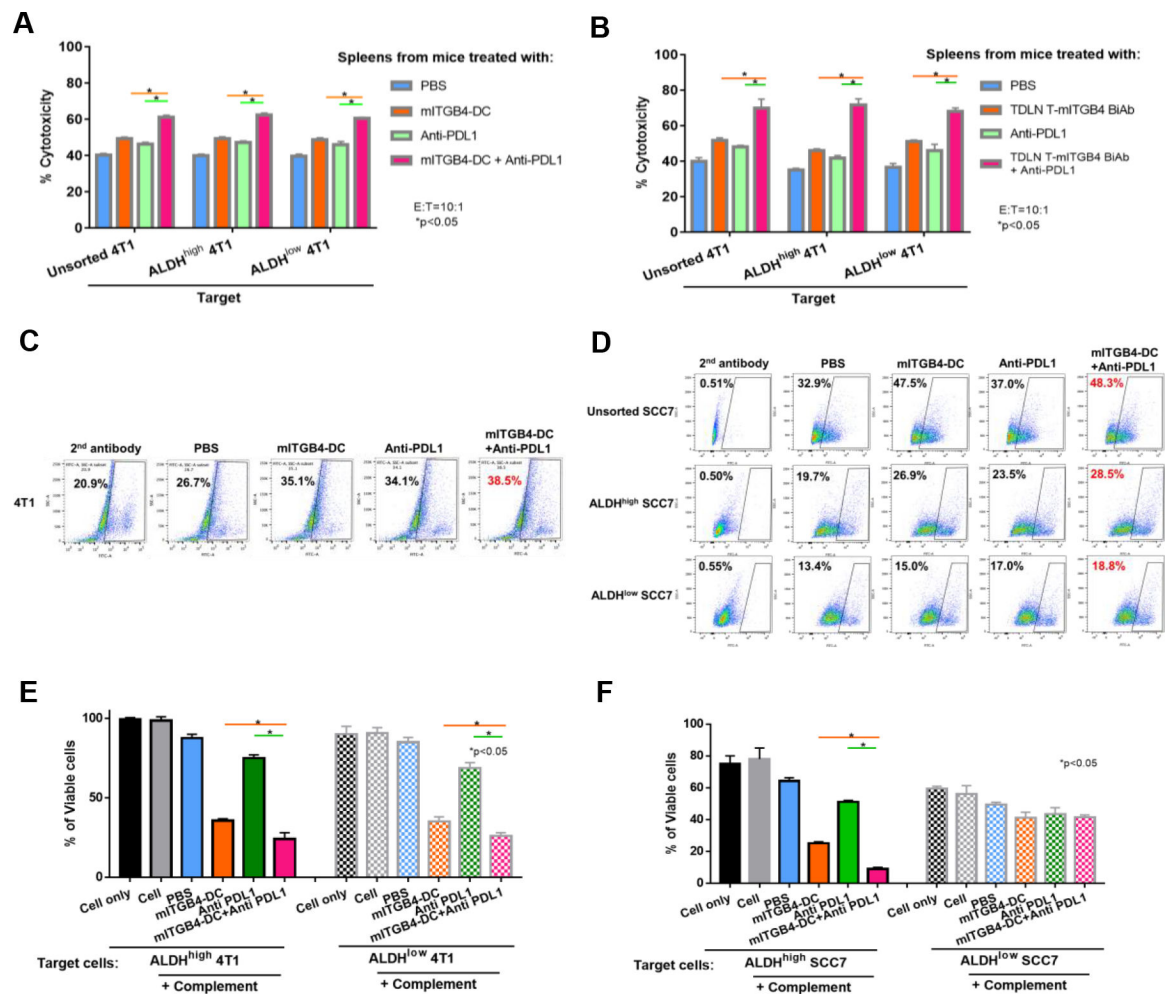 A
Spleens from mice treated with:
PBS
mITGB4-DC
Anti-PDL1
mITGB4-DC + Anti-PDL1
E:T=10:1
*p<0.05
% Cytotoxicity
100
80
60
40
20
0
* * *
* * *
Unsorted 4T1
ALDHhigh 4T1
ALDHlow 4T1
Target
B
Spleens from mice treated with:
PBS
TDLN T-mITGB4 BiAb
Anti-PDL1
TDLN T-mITGB4 BiAb
+ Anti-PDL1
E:T=10:1
*p<0.05
% Cytotoxicity
100
80
60
40
20
0
* * *
* * *
Unsorted 4T1
ALDHhigh 4T1
ALDHlow 4T1
Target
C
2nd antibody PBS mITGB4-DC Anti-PDL1 mITGB4-DC
+Anti-PDL1
4T1
20.9% 26.7% 35.1% 34.1% 38.5%
D
2nd antibody PBS mITGB4-DC Anti-PDL1 mITGB4-DC
+Anti-PDL1
Unsorted SCC7
0.51% 32.9% 47.5% 37.0% 48.3%
ALDHhigh SCC7
0.50% 19.7% 26.9% 23.5% 28.5%
ALDHlow SCC7
0.55% 13.4% 15.0% 17.0% 18.8%
E
% of Viable cells
100
50
0
* *
* *
*p<0.05
Cell only Cell PBS mITGB4-DC Anti PDL1 mITGB4-DC+Anti PDL1
Cell only Cell PBS mITGB4-DC Anti PDL1 mITGB4-DC+Anti PDL1
Target cells: ALDHhigh 4T1 ALDHlow 4T1
+ Complement + Complement
F
% of Viable cells
100
80
60
40
20
0
*
*
*p<0.05
Cell only Cell PBS mITGB4-DC Anti PDL1 mITGB4-DC+Anti PDL1
Cell only Cell PBS mITGB4-DC Anti PDL1 mITGB4-DC+Anti PDL1
Target cells: ALDHhigh SCC7 ALDHlow SCC7
+ Complement + Complement